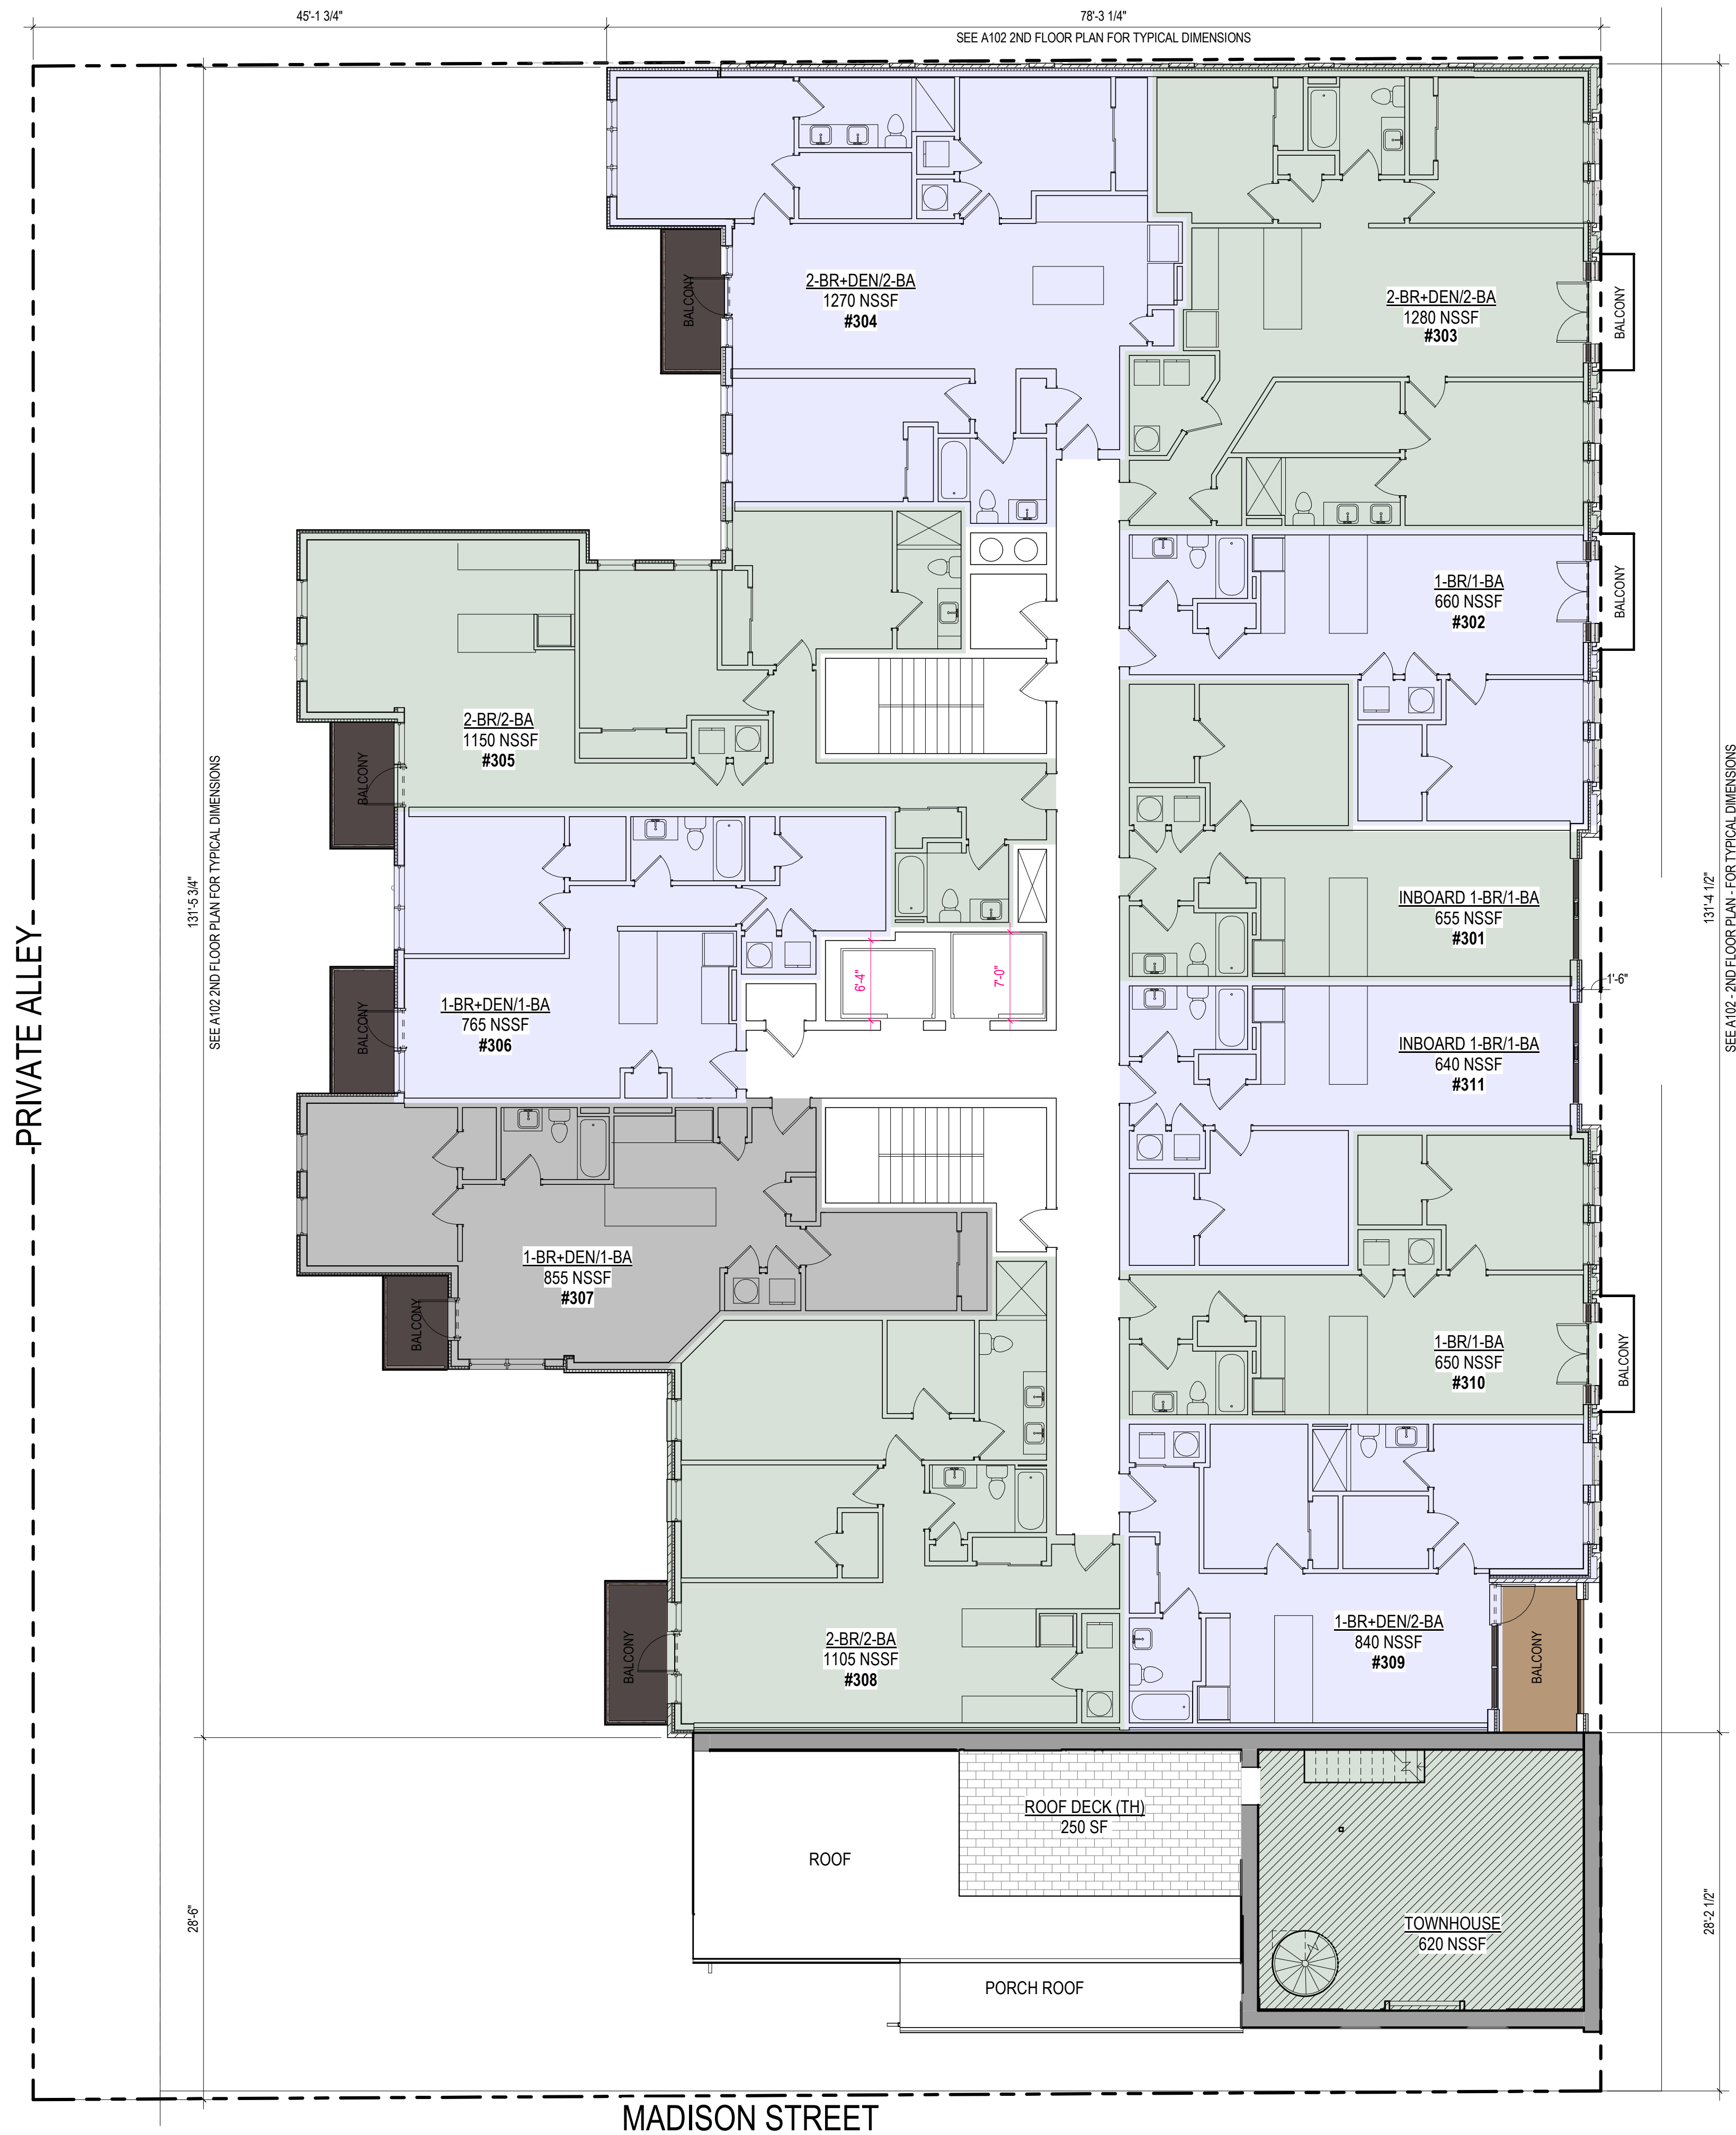 45'-1 3/4"
78'-3 1/4"
SEE A102 2ND FLOOR PLAN FOR TYPICAL DIMENSIONS
2-BR+DEN/2-BA
1270 NSSF
#304
BALCONY
2-BR+DEN/2-BA
1280 NSSF
#303
BALCONY
1-BR/1-BA
660 NSSF
#302
BALCONY
2-BR/2-BA
1150 NSSF
#305
BALCONY
INBOARD 1-BR/1-BA
655 NSSF
#301
1'-6"
6'-4"
7'-0"
1-BR+DEN/1-BA
765 NSSF
#306
BALCONY
INBOARD 1-BR/1-BA
640 NSSF
#311
1-BR+DEN/1-BA
855 NSSF
#307
BALCONY
1-BR/1-BA
650 NSSF
#310
BALCONY
2-BR/2-BA
1105 NSSF
#308
BALCONY
1-BR+DEN/2-BA
840 NSSF
#309
BALCONY
PRIVATE ALLEY
131'-5 3/4"
SEE A102 2ND FLOOR PLAN FOR TYPICAL DIMENSIONS
131'-4 1/2"
SEE A102 - 2ND FLOOR PLAN - FOR TYPICAL DIMENSIONS
ROOF DECK (TH)
250 SF
ROOF
TOWNHOUSE
620 NSSF
PORCH ROOF
28'-6"
28'-2 1/2"
MADISON STREET